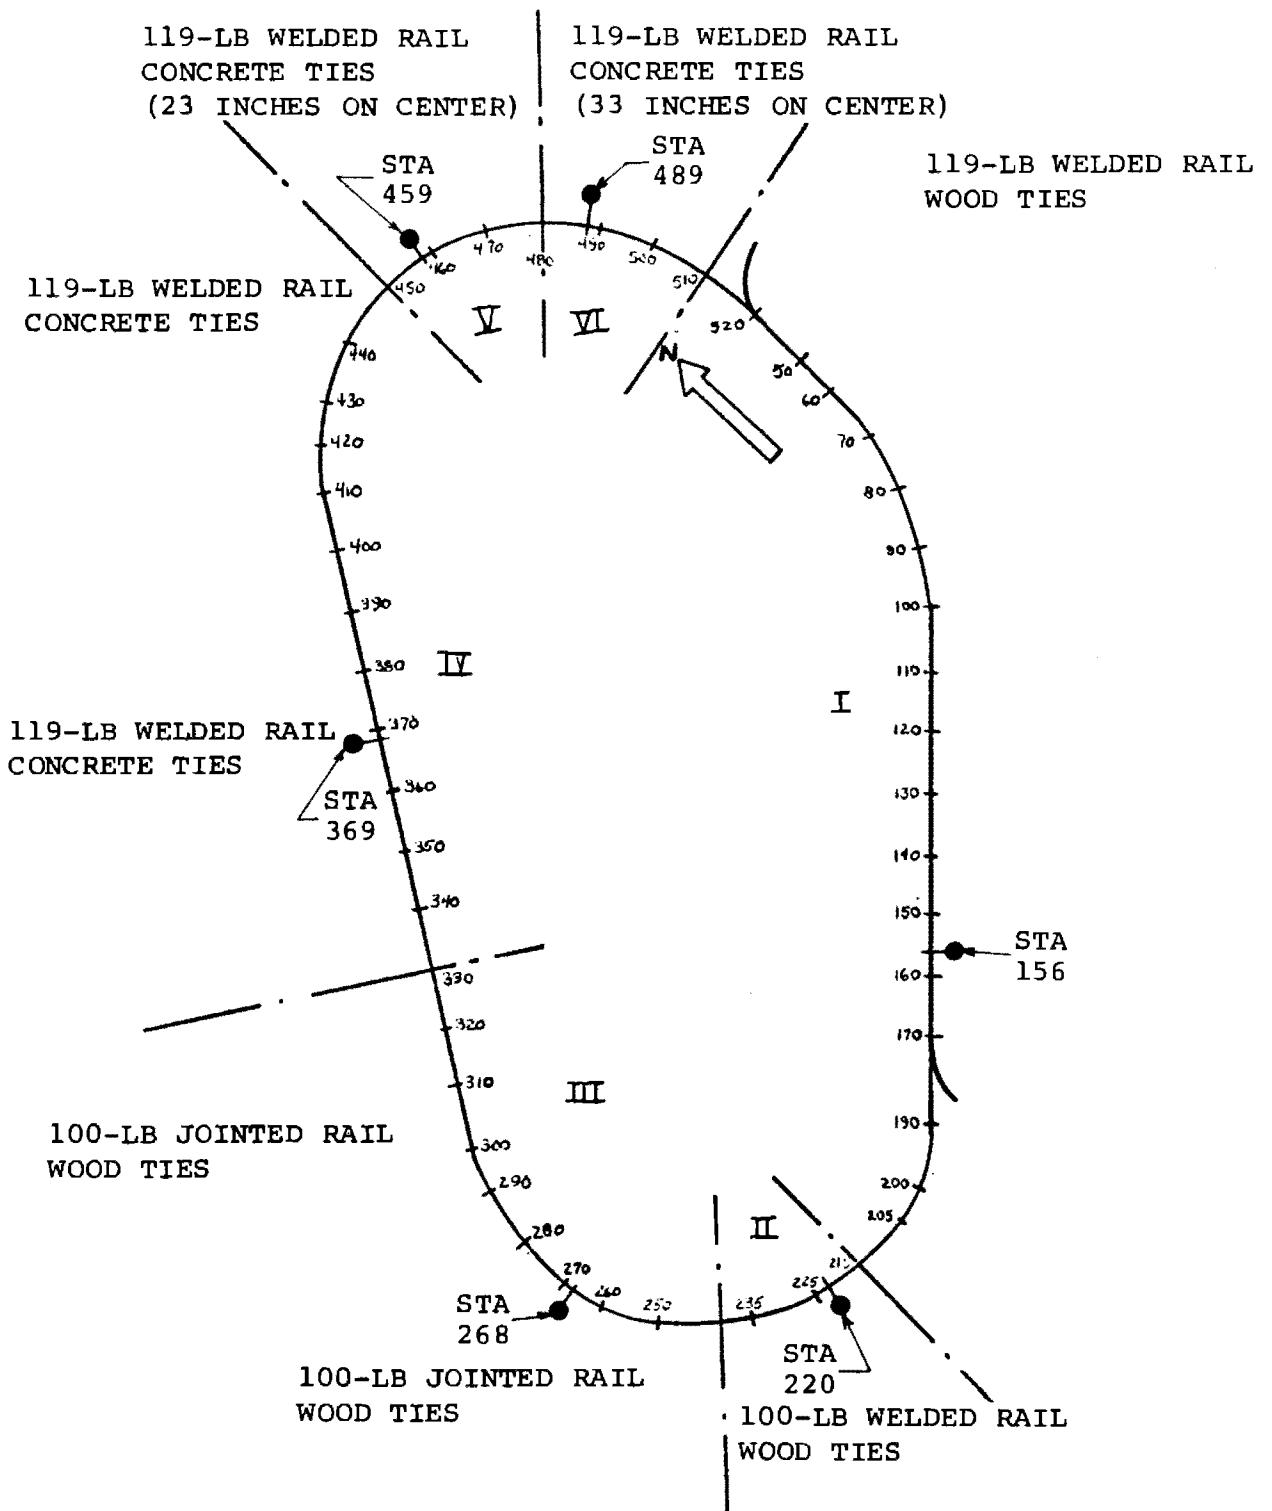 119-LB WELDED RAIL
CONCRETE TIES
(23 INCHES ON CENTER)
119-LB WELDED RAIL
CONCRETE TIES
(33 INCHES ON CENTER)
119-LB WELDED RAIL
WOOD TIES
STA
459
STA
489
119-LB WELDED RAIL
CONCRETE TIES
450
460
470
480
490
500
510
520
V
VI
N
50
60
70
80
90
100
110
120
130
140
150
160
170
190
200
205
440
430
420
410
400
390
380
370
360
350
340
330
320
310
300
290
280
270
260
250
235
225
IV
I
119-LB WELDED RAIL
CONCRETE TIES
STA
369
STA
156
III
100-LB JOINTED RAIL
WOOD TIES
II
STA
268
STA
220
100-LB JOINTED RAIL
WOOD TIES
100-LB WELDED RAIL
WOOD TIES